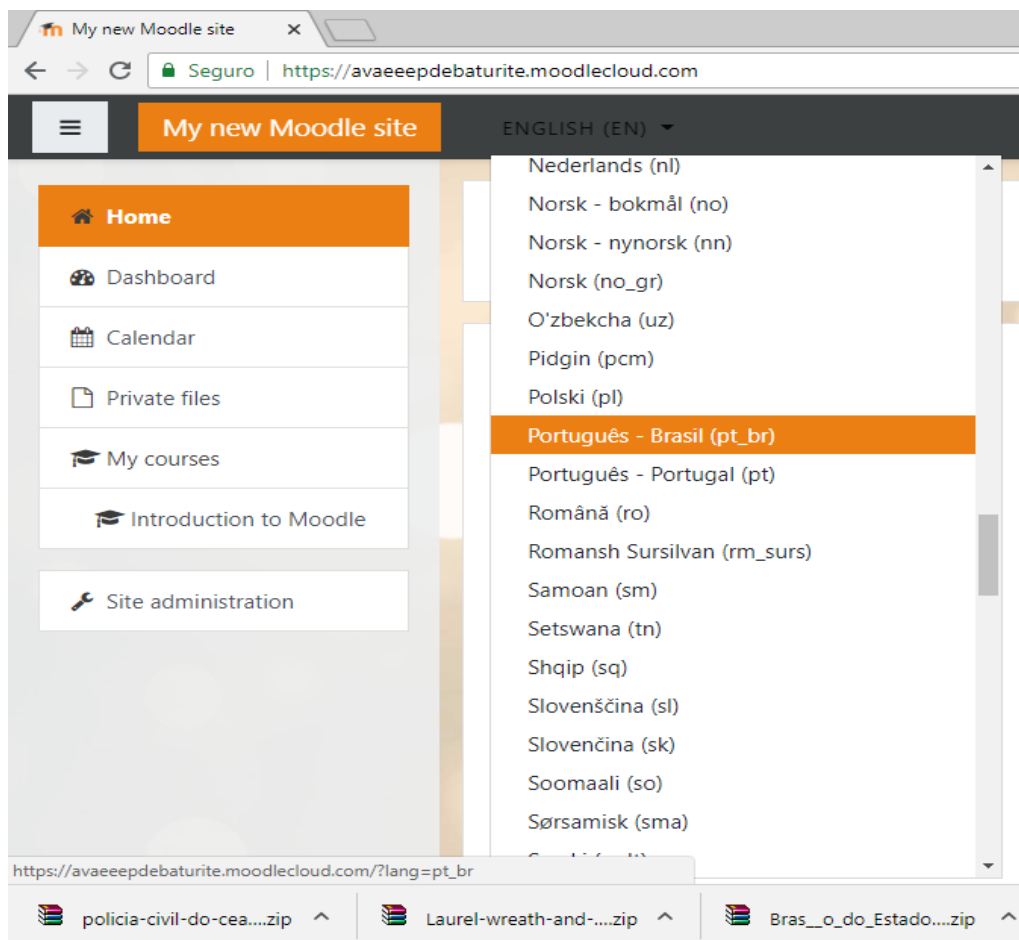 My new Moodle site
Seguro | https://avaeeepdebaturite.moodlecloud.com
My new Moodle site
ENGLISH (EN)
Home
Dashboard
Calendar
Private files
My courses
Introduction to Moodle
Site administration
Nederlands (nl)
Norsk - bokmål (no)
Norsk - nynorsk (nn)
Norsk (no_gr)
O'zbekcha (uz)
Pidgin (pcm)
Polski (pl)
Português - Brasil (pt_br)
Português - Portugal (pt)
Română (ro)
Romansh Sursilvan (rm_surs)
Samoan (sm)
Setswana (tn)
Shqip (sq)
Slovenščina (sl)
Slovenčina (sk)
Soomaali (so)
Sørsamisk (sma)
https://avaeeepdebaturite.moodlecloud.com/?lang=pt_br
policia-civil-do-cea....zip
Laurel-wreath-and-....zip
Bras__o_do_Estado....zip